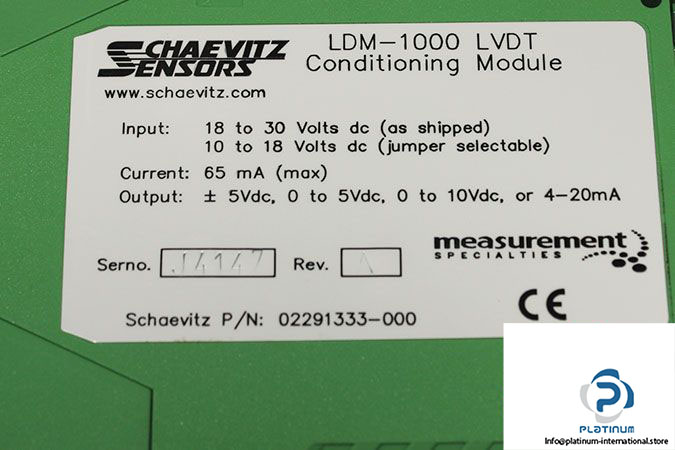 SCHAEVITZ
SENSORS
www.schaevitz.com
LDM-1000 LVDT
Conditioning Module
Input: 18 to 30 Volts dc (as shipped)
10 to 18 Volts dc (jumper selectable)
Current: 65 mA (max)
Output: ± 5Vdc, 0 to 5Vdc, 0 to 10Vdc, or 4-20mA
Serno. J4147 Rev. A
measurement
SPECIALTIES
Schaevitz P/N: 02291333-000
CE
PLATINUM
Info@platinum-international.store